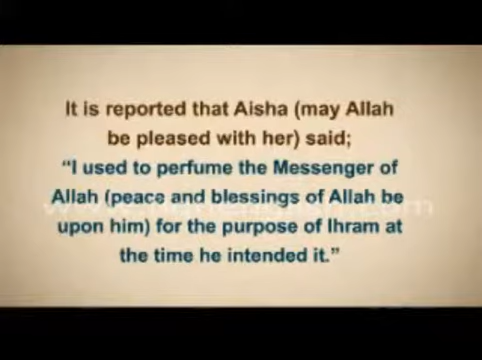 It is reported that Aisha (may Allah
be pleased with her) said;
“I used to perfume the Messenger of
Allah (peace and blessings of Allah be
upon him) for the purpose of Ihram at
the time he intended it.”